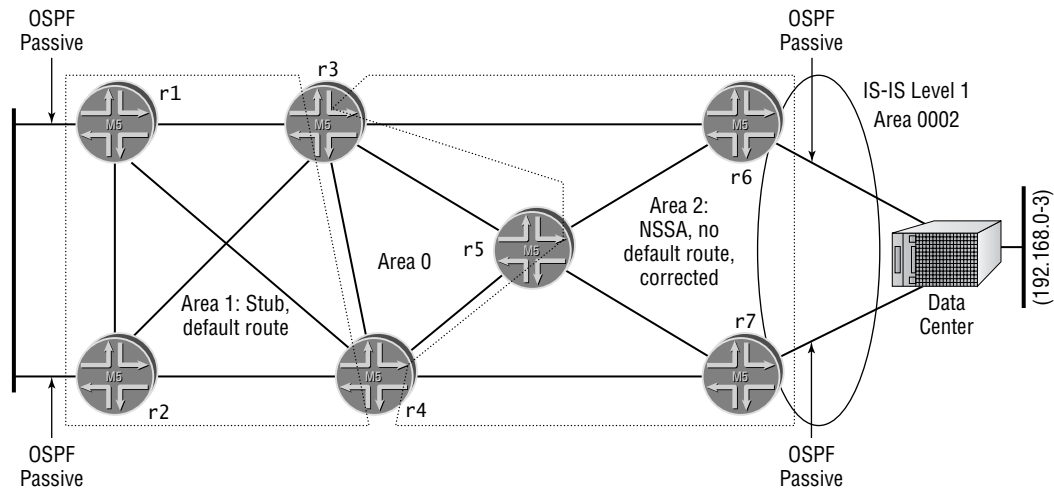 OSPF
Passive
OSPF
Passive
r1
r3
IS-IS Level 1
Area 0002
M5
M5
M5
r6
Area 2:
NSSA, no
default route,
corrected
r5
M5
Area 0
(192.168.0-3)
Area 1: Stub,
default route
Data
Center
r7
M5
M5
M5
r2
r4
OSPF
Passive
OSPF
Passive